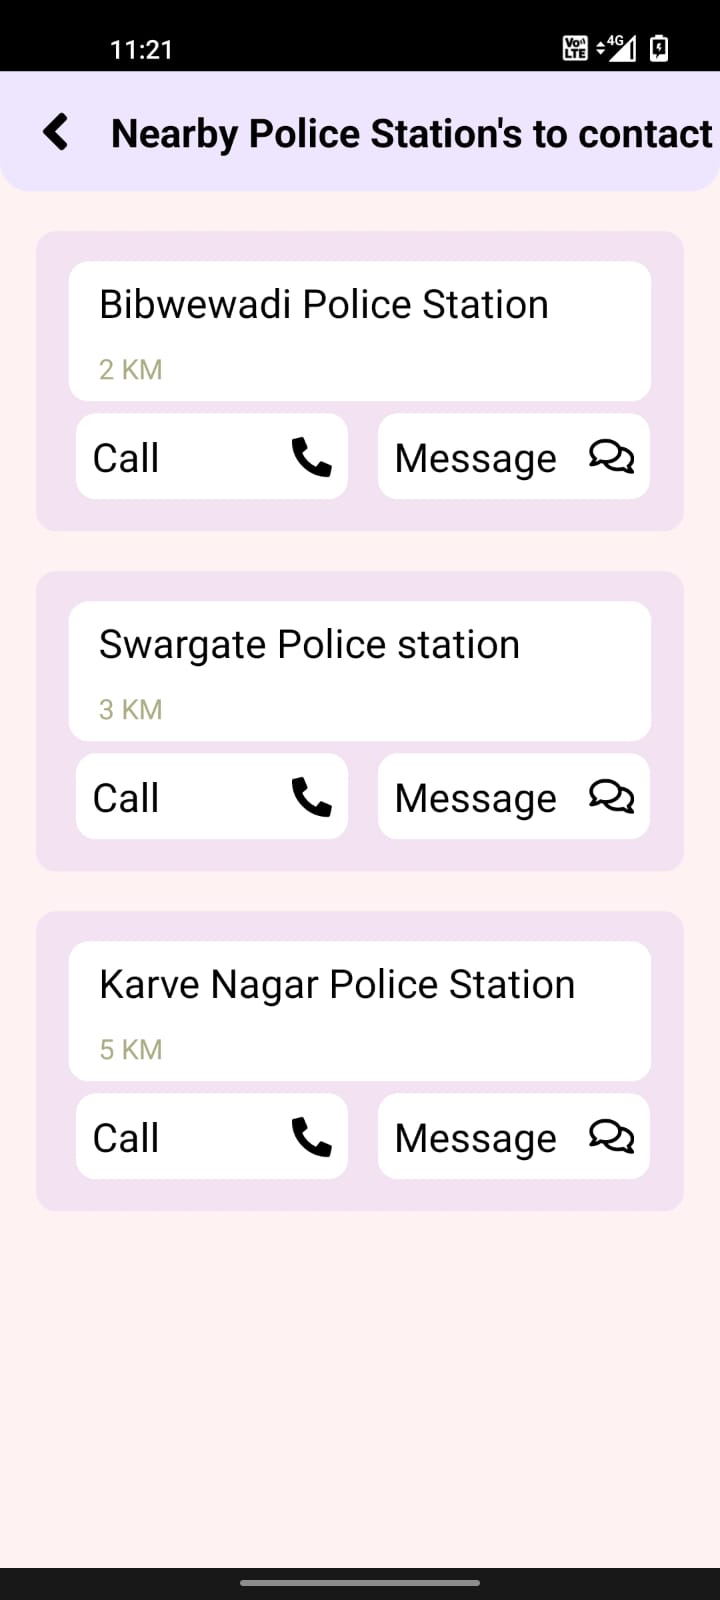 11:21
Vo)) LTE 4G
Nearby Police Station's to contact
Bibwewadi Police Station
2 KM
Call Message
Swargate Police station
3 KM
Call Message
Karve Nagar Police Station
5 KM
Call Message